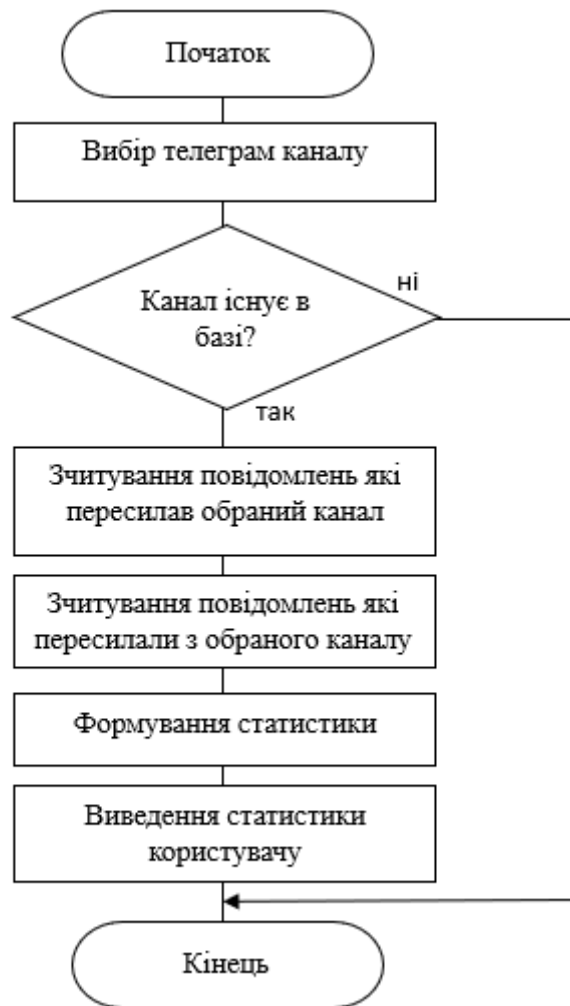 Початок
Вибір телеграм каналу
Канал існує в
базі?
ні
так
Зчитування повідомлень які
пересилав обраний канал
Зчитування повідомлень які
пересилали з обраного каналу
Формування статистики
Виведення статистики
користувачу
Кінець